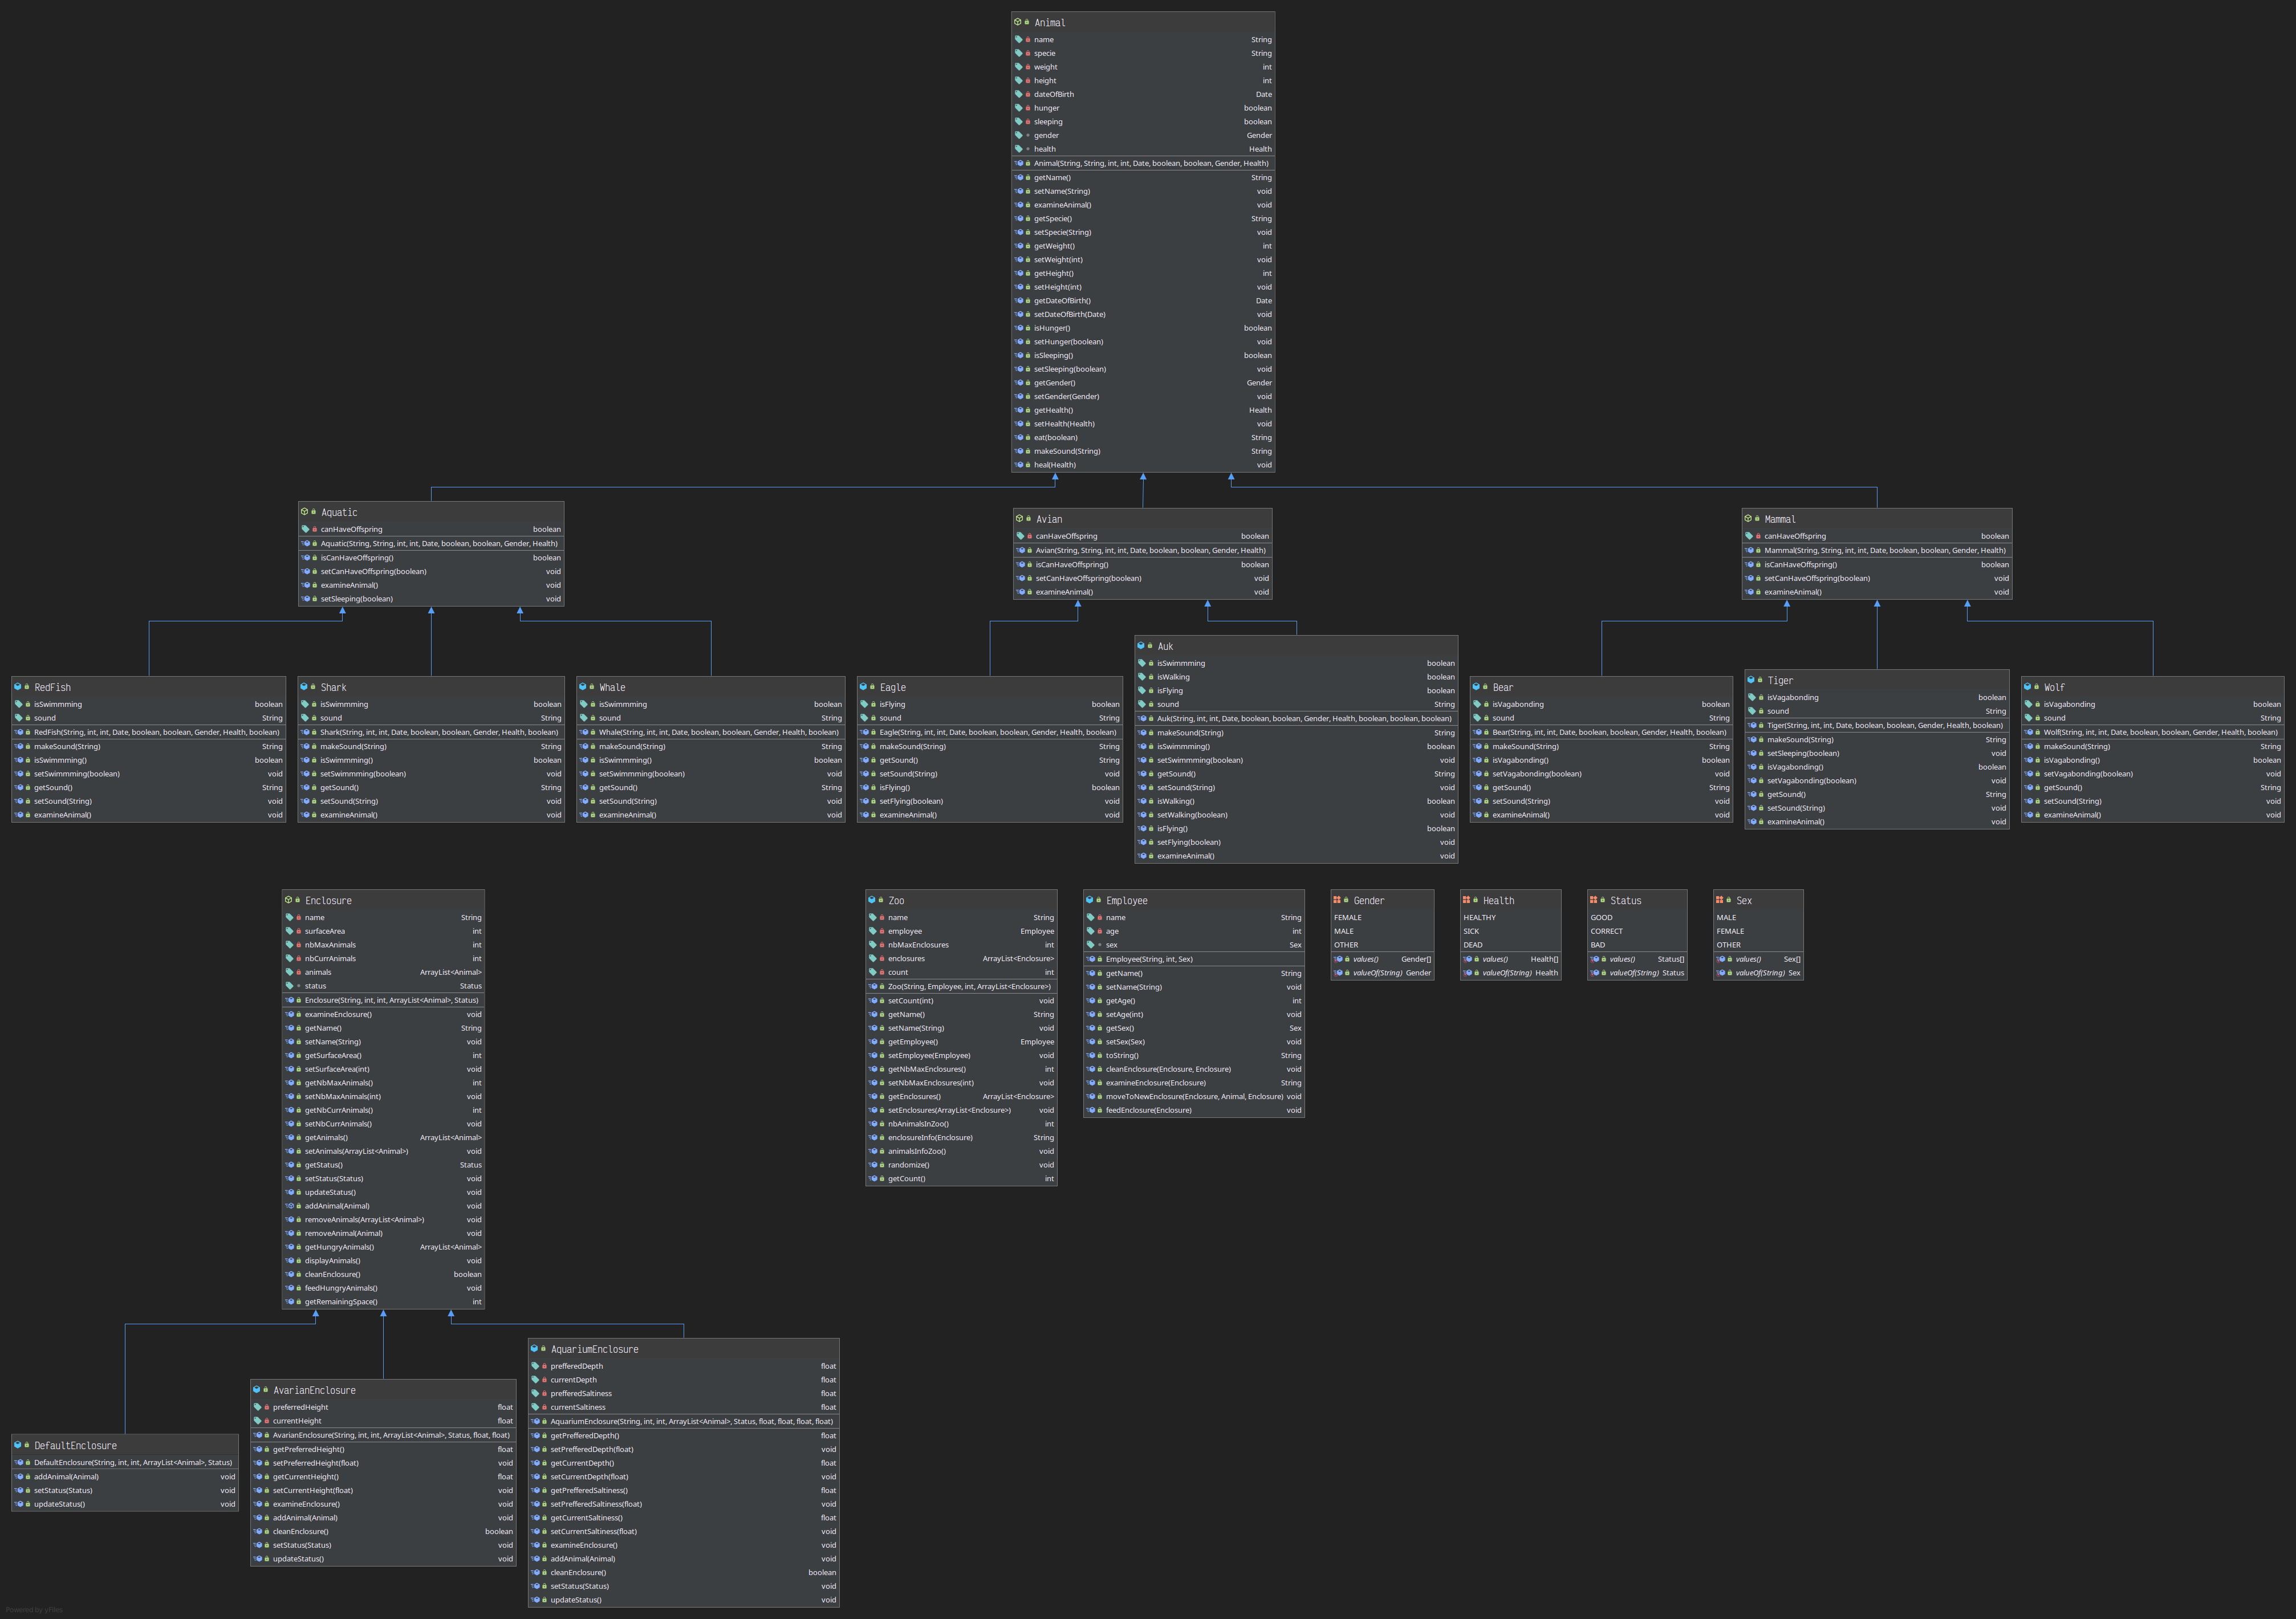 Animal
name String
specie String
weight int
height int
dateOfBirth Date
hunger boolean
sleeping boolean
gender Gender
health Health
Animal(String, String, int, int, Date, boolean, boolean, Gender, Health)
getName() String
setName(String) void
examineAnimal() void
getSpecie() String
setSpecie(String) void
getWeight() int
setWeight(int) void
getHeight() int
setHeight(int) void
getDateOfBirth() Date
setDateOfBirth(Date) void
isHunger() boolean
setHunger(boolean) void
isSleeping() boolean
setSleeping(boolean) void
getGender() Gender
setGender(Gender) void
getHealth() Health
setHealth(Health) void
eat(boolean) String
makeSound(String) String
heal(Health) void
Aquatic
canHaveOffspring boolean
Aquatic(String, String, int, int, Date, boolean, boolean, Gender, Health)
isCanHaveOffspring() boolean
setCanHaveOffspring(boolean) void
examineAnimal() void
setSleeping(boolean) void
Avian
canHaveOffspring boolean
Avian(String, String, int, int, Date, boolean, boolean, Gender, Health)
isCanHaveOffspring() boolean
setCanHaveOffspring(boolean) void
examineAnimal() void
Mammal
canHaveOffspring boolean
Mammal(String, String, int, int, Date, boolean, boolean, Gender, Health)
isCanHaveOffspring() boolean
setCanHaveOffspring(boolean) void
examineAnimal() void
RedFish
isSwimmming boolean
sound String
RedFish(String, int, int, Date, boolean, boolean, Gender, Health, boolean)
makeSound(String) String
isSwimmming() boolean
setSwimmming(boolean) void
getSound() String
setSound(String) void
examineAnimal() void
Shark
isSwimmming boolean
sound String
Shark(String, int, int, Date, boolean, boolean, Gender, Health, boolean)
makeSound(String) String
isSwimmming() boolean
setSwimmming(boolean) void
getSound() String
setSound(String) void
examineAnimal() void
Whale
isSwimmming boolean
sound String
Whale(String, int, int, Date, boolean, boolean, Gender, Health, boolean)
makeSound(String) String
isSwimmming() boolean
setSwimmming(boolean) void
getSound() String
setSound(String) void
examineAnimal() void
Eagle
isFlying boolean
sound String
Eagle(String, int, int, Date, boolean, boolean, Gender, Health, boolean)
makeSound(String) String
getSound() String
setSound(String) void
isFlying() boolean
setFlying(boolean) void
examineAnimal() void
Auk
isSwimmming boolean
isWalking boolean
isFlying boolean
sound String
Auk(String, int, int, Date, boolean, boolean, Gender, Health, boolean, boolean, boolean)
makeSound(String) String
isSwimmming() boolean
setSwimmming(boolean) void
getSound() String
setSound(String) void
isWalking() boolean
setWalking(boolean) void
isFlying() boolean
setFlying(boolean) void
examineAnimal() void
Bear
isVagabonding boolean
sound String
Bear(String, int, int, Date, boolean, boolean, Gender, Health, boolean)
makeSound(String) String
isVagabonding() boolean
setVagabonding(boolean) void
getSound() String
setSound(String) void
examineAnimal() void
Tiger
isVagabonding boolean
sound String
Tiger(String, int, int, Date, boolean, boolean, Gender, Health, boolean)
makeSound(String) String
setSleeping(boolean) void
isVagabonding() boolean
setVagabonding(boolean) void
getSound() String
setSound(String) void
examineAnimal() void
Wolf
isVagabonding boolean
sound String
Wolf(String, int, int, Date, boolean, boolean, Gender, Health, boolean)
makeSound(String) String
isVagabonding() boolean
setVagabonding(boolean) void
getSound() String
setSound(String) void
examineAnimal() void
Enclosure
name String
surfaceArea int
nbMaxAnimals int
nbCurrAnimals int
animals ArrayList<Animal>
status Status
Enclosure(String, int, int, ArrayList<Animal>, Status)
examineEnclosure() void
getName() String
setName(String) void
getSurfaceArea() int
setSurfaceArea(int) void
getNbMaxAnimals() int
setNbMaxAnimals(int) void
getNbCurrAnimals() int
setNbCurrAnimals() void
getAnimals() ArrayList<Animal>
setAnimals(ArrayList<Animal>) void
getStatus() Status
setStatus(Status) void
updateStatus() void
addAnimal(Animal) void
removeAnimals(ArrayList<Animal>) void
removeAnimal(Animal) void
getHungryAnimals() ArrayList<Animal>
displayAnimals() void
cleanEnclosure() boolean
feedHungryAnimals() void
getRemainingSpace() int
Zoo
name String
employee Employee
nbMaxEnclosures int
enclosures ArrayList<Enclosure>
count int
Zoo(String, Employee, int, ArrayList<Enclosure>)
setCount(int) void
getName() String
setName(String) void
getEmployee() Employee
setEmployee(Employee) void
getNbMaxEnclosures() int
setNbMaxEnclosures(int) void
getEnclosures() ArrayList<Enclosure>
setEnclosures(ArrayList<Enclosure>) void
nbAnimalsInZoo() int
enclosureInfo(Enclosure) String
animalsInfoZoo() void
randomize() void
getCount() int
Employee
name String
age int
sex Sex
Employee(String, int, Sex)
getName() String
setName(String) void
getAge() int
setAge(int) void
getSex() Sex
setSex(Sex) void
toString() String
cleanEnclosure(Enclosure, Enclosure) void
examineEnclosure(Enclosure) String
moveToNewEnclosure(Enclosure, Animal, Enclosure) void
feedEnclosure(Enclosure) void
Gender
FEMALE
MALE
OTHER
values() Gender[]
valueOf(String) Gender
Health
HEALTHY
SICK
DEAD
values() Health[]
valueOf(String) Health
Status
GOOD
CORRECT
BAD
values() Status[]
valueOf(String) Status
Sex
MALE
FEMALE
OTHER
values() Sex[]
valueOf(String) Sex
DefaultEnclosure
DefaultEnclosure(String, int, int, ArrayList<Animal>, Status)
addAnimal(Animal) void
setStatus(Status) void
updateStatus() void
AvarianEnclosure
preferredHeight float
currentHeight float
AvarianEnclosure(String, int, int, ArrayList<Animal>, Status, float, float)
getPreferredHeight() float
setPreferredHeight(float) void
getCurrentHeight() float
setCurrentHeight(float) void
examineEnclosure() void
addAnimal(Animal) void
cleanEnclosure() boolean
setStatus(Status) void
updateStatus() void
AquariumEnclosure
prefferedDepth float
currentDepth float
prefferedSaltiness float
currentSaltiness float
AquariumEnclosure(String, int, int, ArrayList<Animal>, Status, float, float, float, float)
getPrefferedDepth() float
setPrefferedDepth(float) void
getCurrentDepth() float
setCurrentDepth(float) void
getPrefferedSaltiness() float
setPrefferedSaltiness(float) void
getCurrentSaltiness() float
setCurrentSaltiness(float) void
examineEnclosure() void
addAnimal(Animal) void
cleanEnclosure() boolean
setStatus(Status) void
updateStatus() void
Powered by yFiles